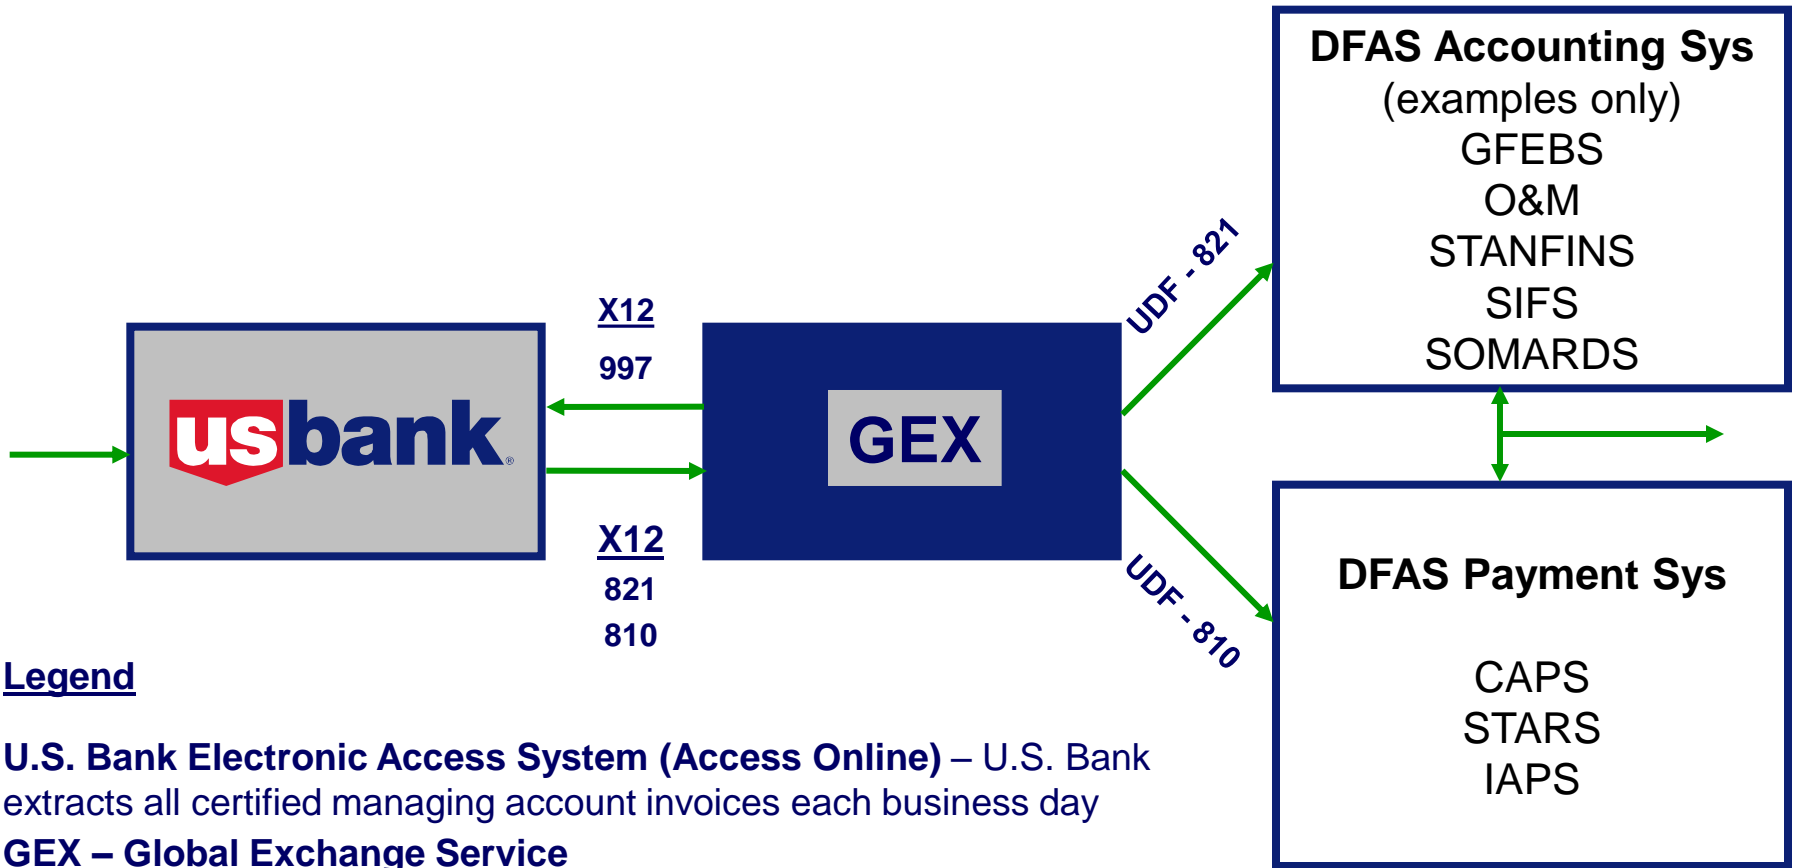 DFAS Accounting Sys
(examples only)
GFEBS
O&M
STANFINS
SIFS
SOMARDS
UDF - 821
X12
997
usbank®
GEX
X12
821
810
UDF - 810
DFAS Payment Sys
CAPS
STARS
IAPS
Legend
U.S. Bank Electronic Access System (Access Online) – U.S. Bank
extracts all certified managing account invoices each business day
GEX – Global Exchange Service